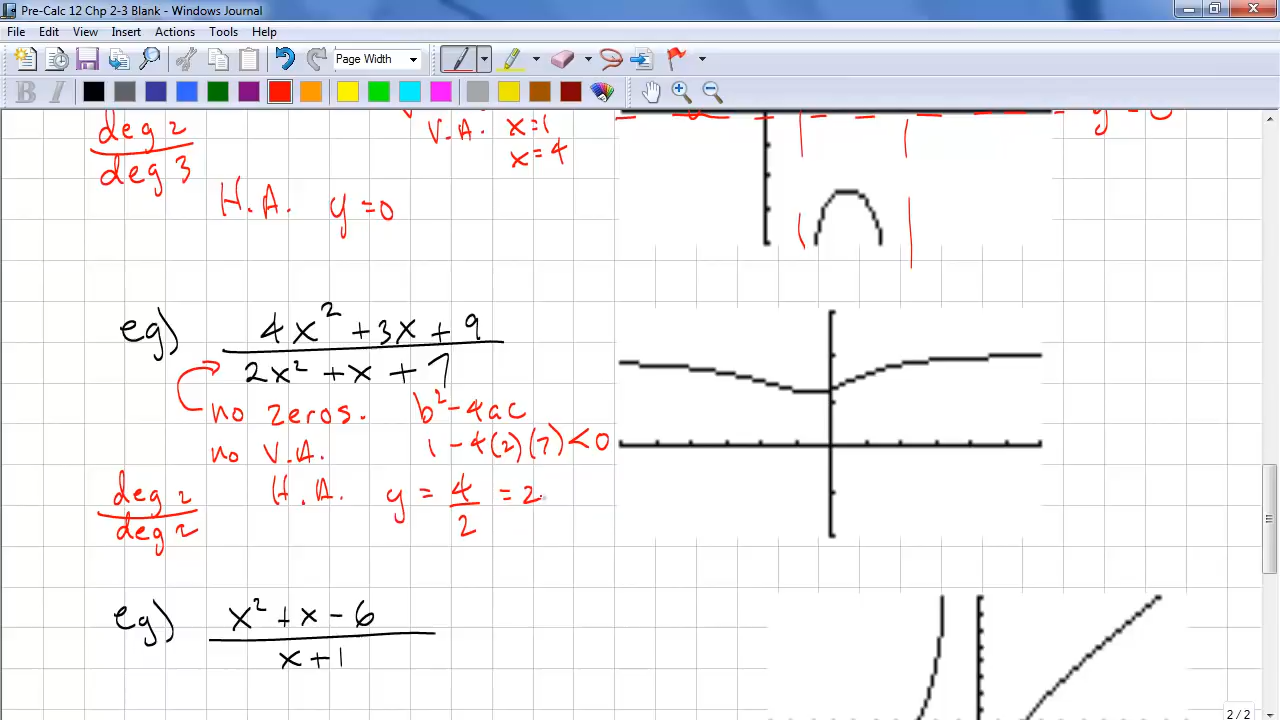 Pre-Calc 12 Chp 2-3 Blank - Windows Journal
File Edit View Insert Actions Tools Help
Page Width
B I
deg 2
deg 3
V.A. x=1
x=4
y=0
H.A. y=0
eg) 4x²+3x+9
2x²+x+7
no zeros. b²-4ac
no V.A. 1-4(2)(7)<0
deg 2
deg 2
H.A. y = 4/2 = 2
eg) x²+x-6
x+1
2/2